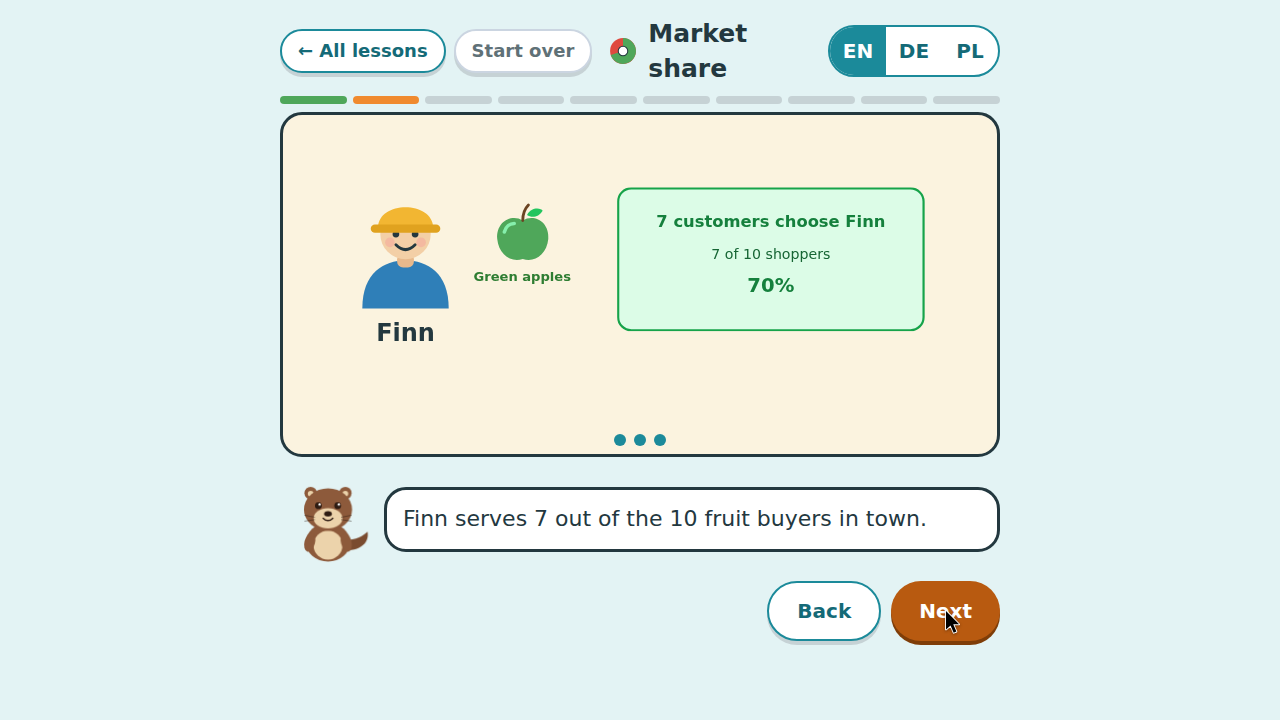 ← All lessons
Start over
Market
share
EN DE PL
7 customers choose Finn
7 of 10 shoppers
70%
Green apples
Finn
Finn serves 7 out of the 10 fruit buyers in town.
Back
Next